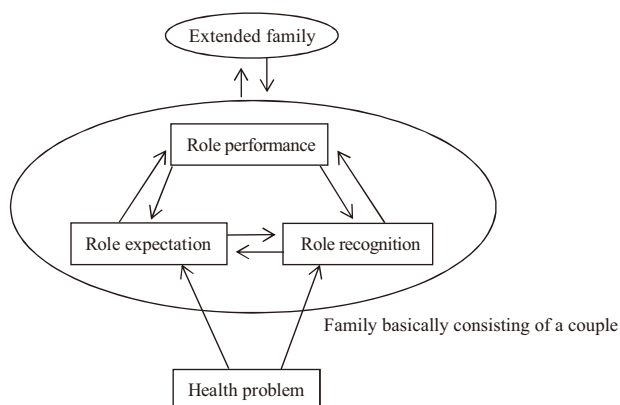 Extended family
Role performance
Role expectation
Role recognition
Family basically consisting of a couple
Health problem